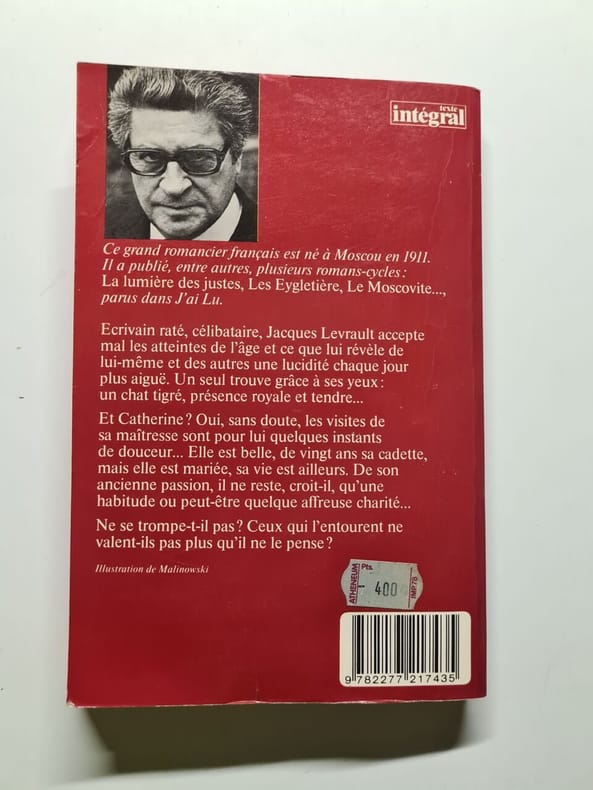 texte
intégral
Ce grand romancier français est né à Moscou en 1911.
Il a publié, entre autres, plusieurs romans-cycles :
La lumière des justes, Les Eygletière, Le Moscovite...,
parus dans J'ai Lu.
Ecrivain raté, célibataire, Jacques Levrault accepte
mal les atteintes de l'âge et ce que lui révèle de
lui-même et des autres une lucidité chaque jour
plus aiguë. Un seul trouve grâce à ses yeux :
un chat tigré, présence royale et tendre...
Et Catherine ? Oui, sans doute, les visites de
sa maîtresse sont pour lui quelques instants
de douceur... Elle est belle, de vingt ans sa cadette,
mais elle est mariée, sa vie est ailleurs. De son
ancienne passion, il ne reste, croit-il, qu'une
habitude ou peut-être quelque affreuse charité...
Ne se trompe-t-il pas ? Ceux qui l'entourent ne
valent-ils pas plus qu'il ne le pense ?
Illustration de Malinowski
ATHENEUM
Pts.
400
IMP.78
9 782277 217435